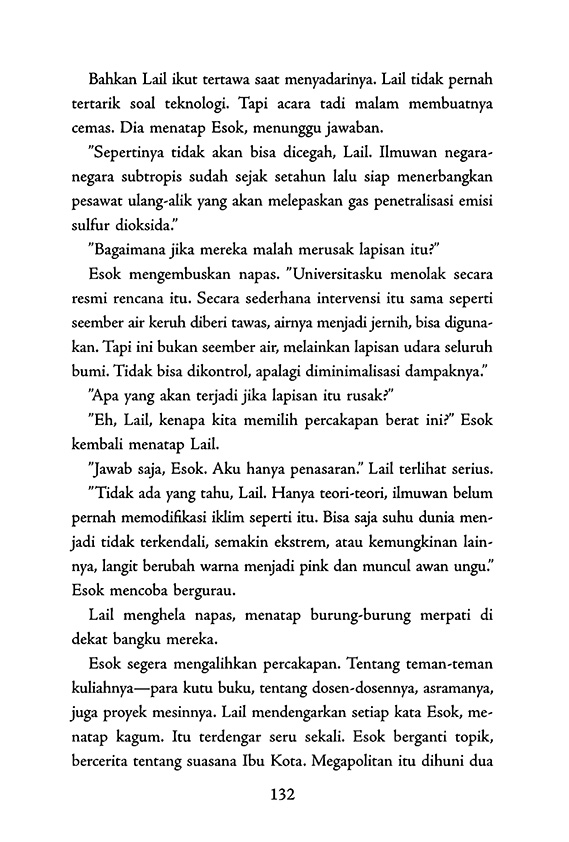 Bahkan Lail ikut tertawa saat menyadarinya. Lail tidak pernah
tertarik soal teknologi. Tapi acara tadi malam membuatnya
cemas. Dia menatap Esok, menunggu jawaban.
"Sepertinya tidak akan bisa dicegah, Lail. Ilmuwan negara-
negara subtropis sudah sejak setahun lalu siap menerbangkan
pesawat ulang-alik yang akan melepaskan gas penetralisasi emisi
sulfur dioksida."
"Bagaimana jika mereka malah merusak lapisan itu?"
Esok mengembuskan napas. "Universitasku menolak secara
resmi rencana itu. Secara sederhana intervensi itu sama seperti
seember air keruh diberi tawas, airnya menjadi jernih, bisa diguna-
kan. Tapi ini bukan seember air, melainkan lapisan udara seluruh
bumi. Tidak bisa dikontrol, apalagi diminimalisasi dampaknya."
"Apa yang akan terjadi jika lapisan itu rusak?"
"Eh, Lail, kenapa kita memilih percakapan berat ini?" Esok
kembali menatap Lail.
"Jawab saja, Esok. Aku hanya penasaran." Lail terlihat serius.
"Tidak ada yang tahu, Lail. Hanya teori-teori, ilmuwan belum
pernah memodifikasi iklim seperti itu. Bisa saja suhu dunia men-
jadi tidak terkendali, semakin ekstrem, atau kemungkinan lain-
nya, langit berubah warna menjadi pink dan muncul awan ungu."
Esok mencoba bergurau.
Lail menghela napas, menatap burung-burung merpati di
dekat bangku mereka.
Esok segera mengalihkan percakapan. Tentang teman-teman
kuliahnya—para kutu buku, tentang dosen-dosennya, asramanya,
juga proyek mesinnya. Lail mendengarkan setiap kata Esok, me-
natap kagum. Itu terdengar seru sekali. Esok berganti topik,
bercerita tentang suasana Ibu Kota. Megapolitan itu dihuni dua
132